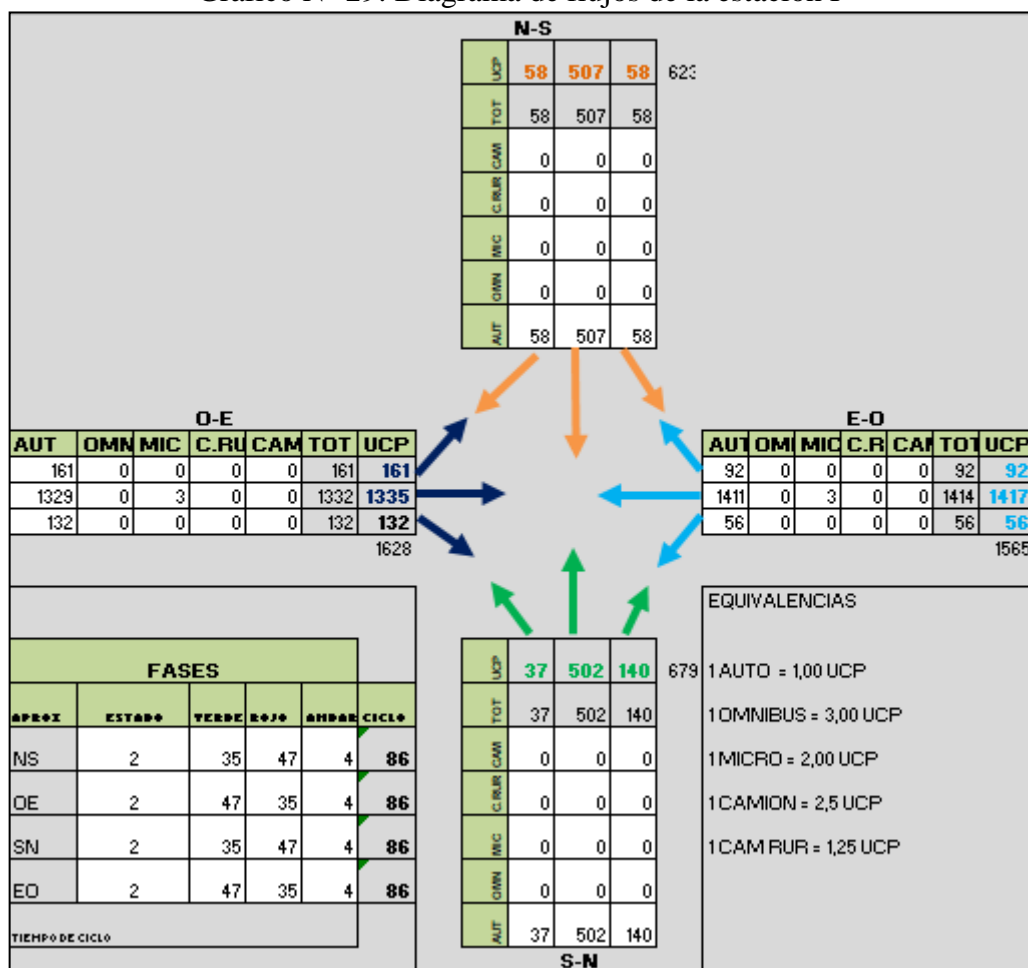 Gráfico N° 29: Diagrama de flujos de la estación I
N-S
UCP 58 507 58 623
TOT 58 507 58
CAM 0 0 0
C.RUR 0 0 0
MIC 0 0 0
OMN 0 0 0
AUT 58 507 58
O-E
AUT OMN MIC C.RU CAM TOT UCP
161 0 0 0 0 161 161
1329 0 3 0 0 1332 1335
132 0 0 0 0 132 132
1628
E-O
AUT OMI MIC C.R CAI TOT UCP
92 0 0 0 0 92 92
1411 0 3 0 0 1414 1417
56 0 0 0 0 56 56
1565
FASES
APROX ESTADO VERDE ROJO AMBAR CICLO
NS 2 35 47 4 86
OE 2 47 35 4 86
SN 2 35 47 4 86
EO 2 47 35 4 86
TIEMPO DE CICLO
UCP 37 502 140 679
TOT 37 502 140
CAM 0 0 0
C.RUR 0 0 0
MIC 0 0 0
OMN 0 0 0
AUT 37 502 140
S-N
EQUIVALENCIAS
1 AUTO = 1,00 UCP
1 OMNIBUS = 3,00 UCP
1 MICRO = 2,00 UCP
1 CAMION = 2,5 UCP
1 CAM RUR = 1,25 UCP